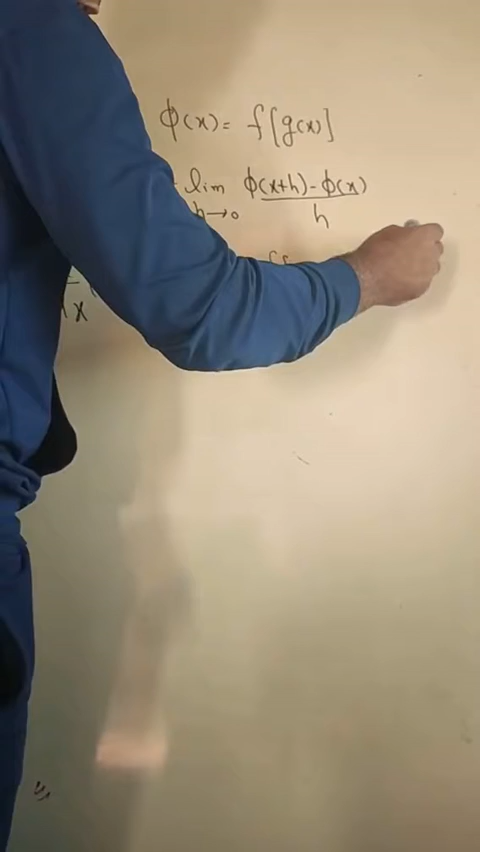 ϕ(x) = f[g(x)]
lim ϕ(x+h) - ϕ(x)
h→0 h
x